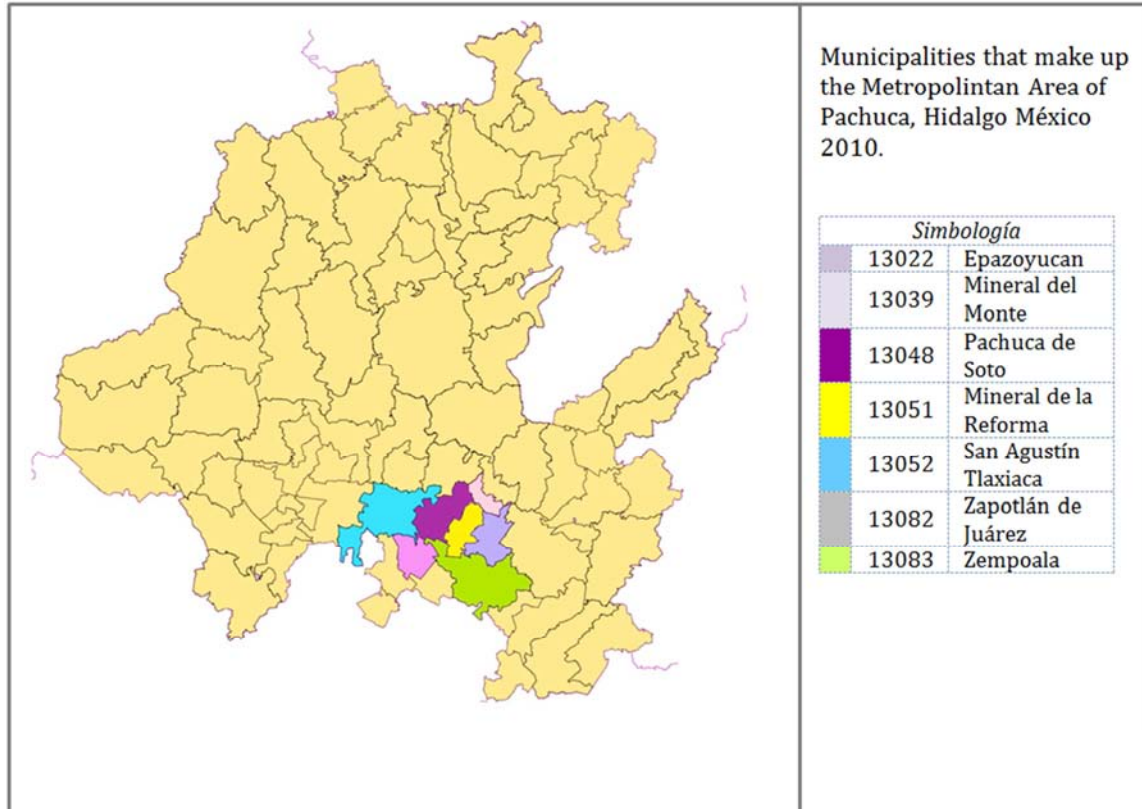 Municipalities that make up
the Metropolintan Area of
Pachuca, Hidalgo México
2010.
Simbología
13022 Epazoyucan
13039 Mineral del
Monte
13048 Pachuca de
Soto
13051 Mineral de la
Reforma
13052 San Agustín
Tlaxiaca
13082 Zapotlán de
Juárez
13083 Zempoala